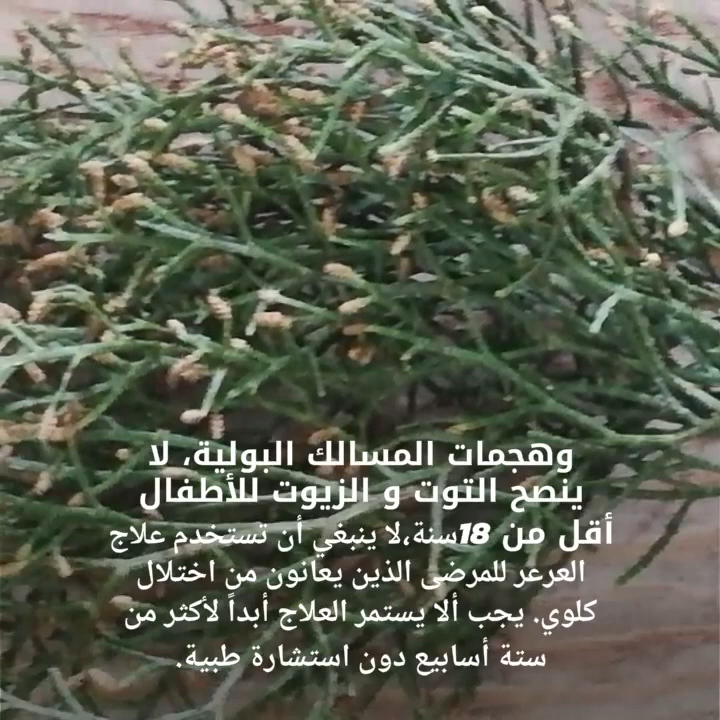 وهجمات المسالك البولية، لا
ينصح التوت و الزيوت للأطفال
أقل من 18سنة،لا ينبغي أن تستخدم علاج
العرعر للمرضى الذين يعانون من اختلال
كلوي. يجب ألا يستمر العلاج أبداً لأكثر من
ستة أسابيع دون استشارة طبية.